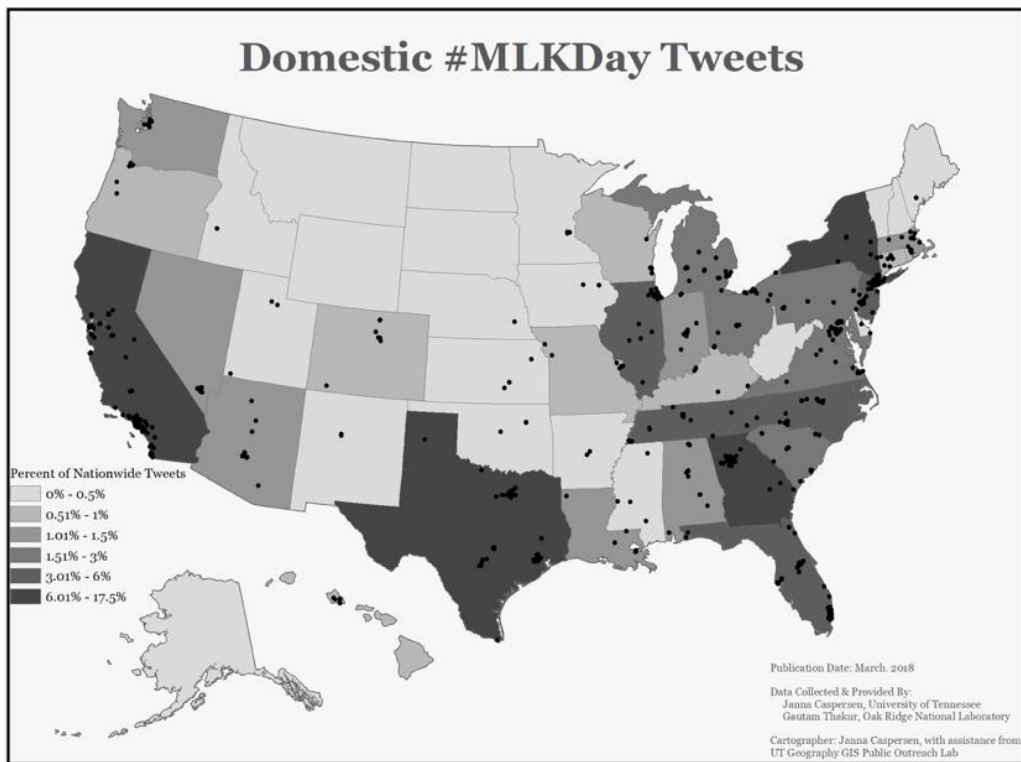 Domestic #MLKDay Tweets
Percent of Nationwide Tweets
0% - 0.5%
0.51% - 1%
1.01% - 1.5%
1.51% - 3%
3.01% - 6%
6.01% - 17.5%
Publication Date: March. 2018
Data Collected & Provided By:
Janna Caspersen, University of Tennessee
Gautam Thakur, Oak Ridge National Laboratory
Cartographer: Janna Caspersen, with assistance from
UT Geography GIS Public Outreach Lab